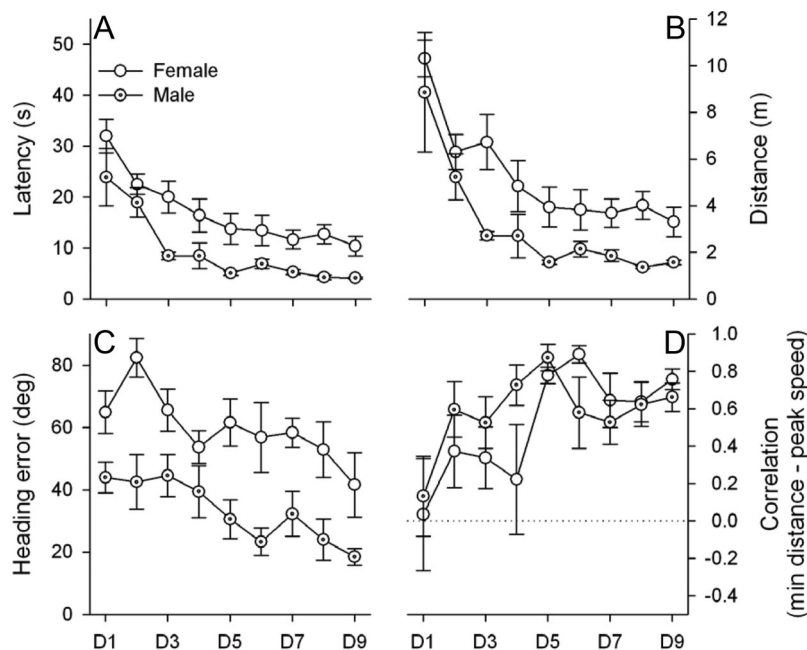 A
B
50
40
30
20
10
0
Latency (s)
Female
Male
12
10
8
6
4
2
0
Distance (m)
C
D
80
60
40
20
0
Heading error (deg)
1.0
0.8
0.6
0.4
0.2
0.0
-0.2
-0.4
Correlation
(min distance - peak speed)
D1 D3 D5 D7 D9
D1 D3 D5 D7 D9